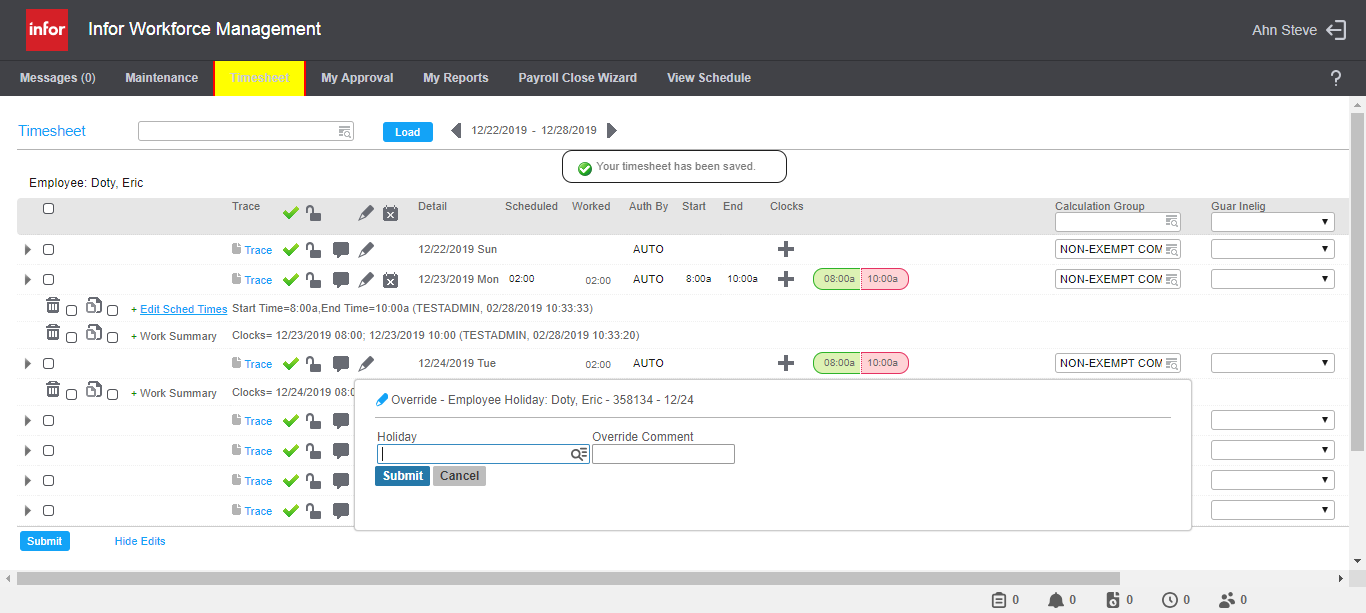 infor Infor Workforce Management Ahn Steve
Messages (0) Maintenance Timesheet My Approval My Reports Payroll Close Wizard View Schedule ?
Timesheet Load 12/22/2019 - 12/28/2019
Your timesheet has been saved.
Employee: Doty, Eric
Trace Detail Scheduled Worked Auth By Start End Clocks Calculation Group Guar Inelig
Trace 12/22/2019 Sun AUTO NON-EXEMPT COM
Trace 12/23/2019 Mon 02:00 02:00 AUTO 8:00a 10:00a 08:00a 10:00a NON-EXEMPT COM
+ Edit Sched Times Start Time=8:00a,End Time=10:00a (TESTADMIN, 02/28/2019 10:33:33)
+ Work Summary Clocks= 12/23/2019 08:00; 12/23/2019 10:00 (TESTADMIN, 02/28/2019 10:33:20)
Trace 12/24/2019 Tue 02:00 AUTO 08:00a 10:00a NON-EXEMPT COM
+ Work Summary Clocks= 12/24/2019 08:0
Override - Employee Holiday: Doty, Eric - 358134 - 12/24
Trace
Holiday Override Comment
Trace
Submit Cancel
Trace
Trace
Submit Hide Edits
0 0 0 0 0